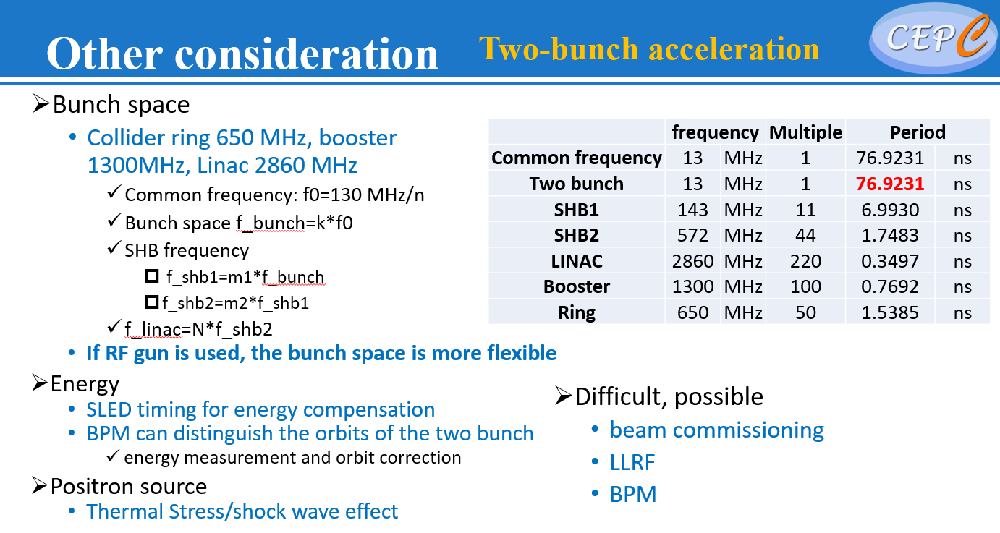 Other consideration Two-bunch acceleration
CEPC
Bunch space
Collider ring 650 MHz, booster
1300MHz, Linac 2860 MHz
Common frequency: f0=130 MHz/n
Bunch space f_bunch=k*f0
SHB frequency
f_shb1=m1*f_bunch
f_shb2=m2*f_shb1
f_linac=N*f_shb2
If RF gun is used, the bunch space is more flexible
Energy
SLED timing for energy compensation
BPM can distinguish the orbits of the two bunch
energy measurement and orbit correction
Positron source
Thermal Stress/shock wave effect
frequency Multiple Period
Common frequency 13 MHz 1 76.9231 ns
Two bunch 13 MHz 1 76.9231 ns
SHB1 143 MHz 11 6.9930 ns
SHB2 572 MHz 44 1.7483 ns
LINAC 2860 MHz 220 0.3497 ns
Booster 1300 MHz 100 0.7692 ns
Ring 650 MHz 50 1.5385 ns
Difficult, possible
beam commissioning
LLRF
BPM